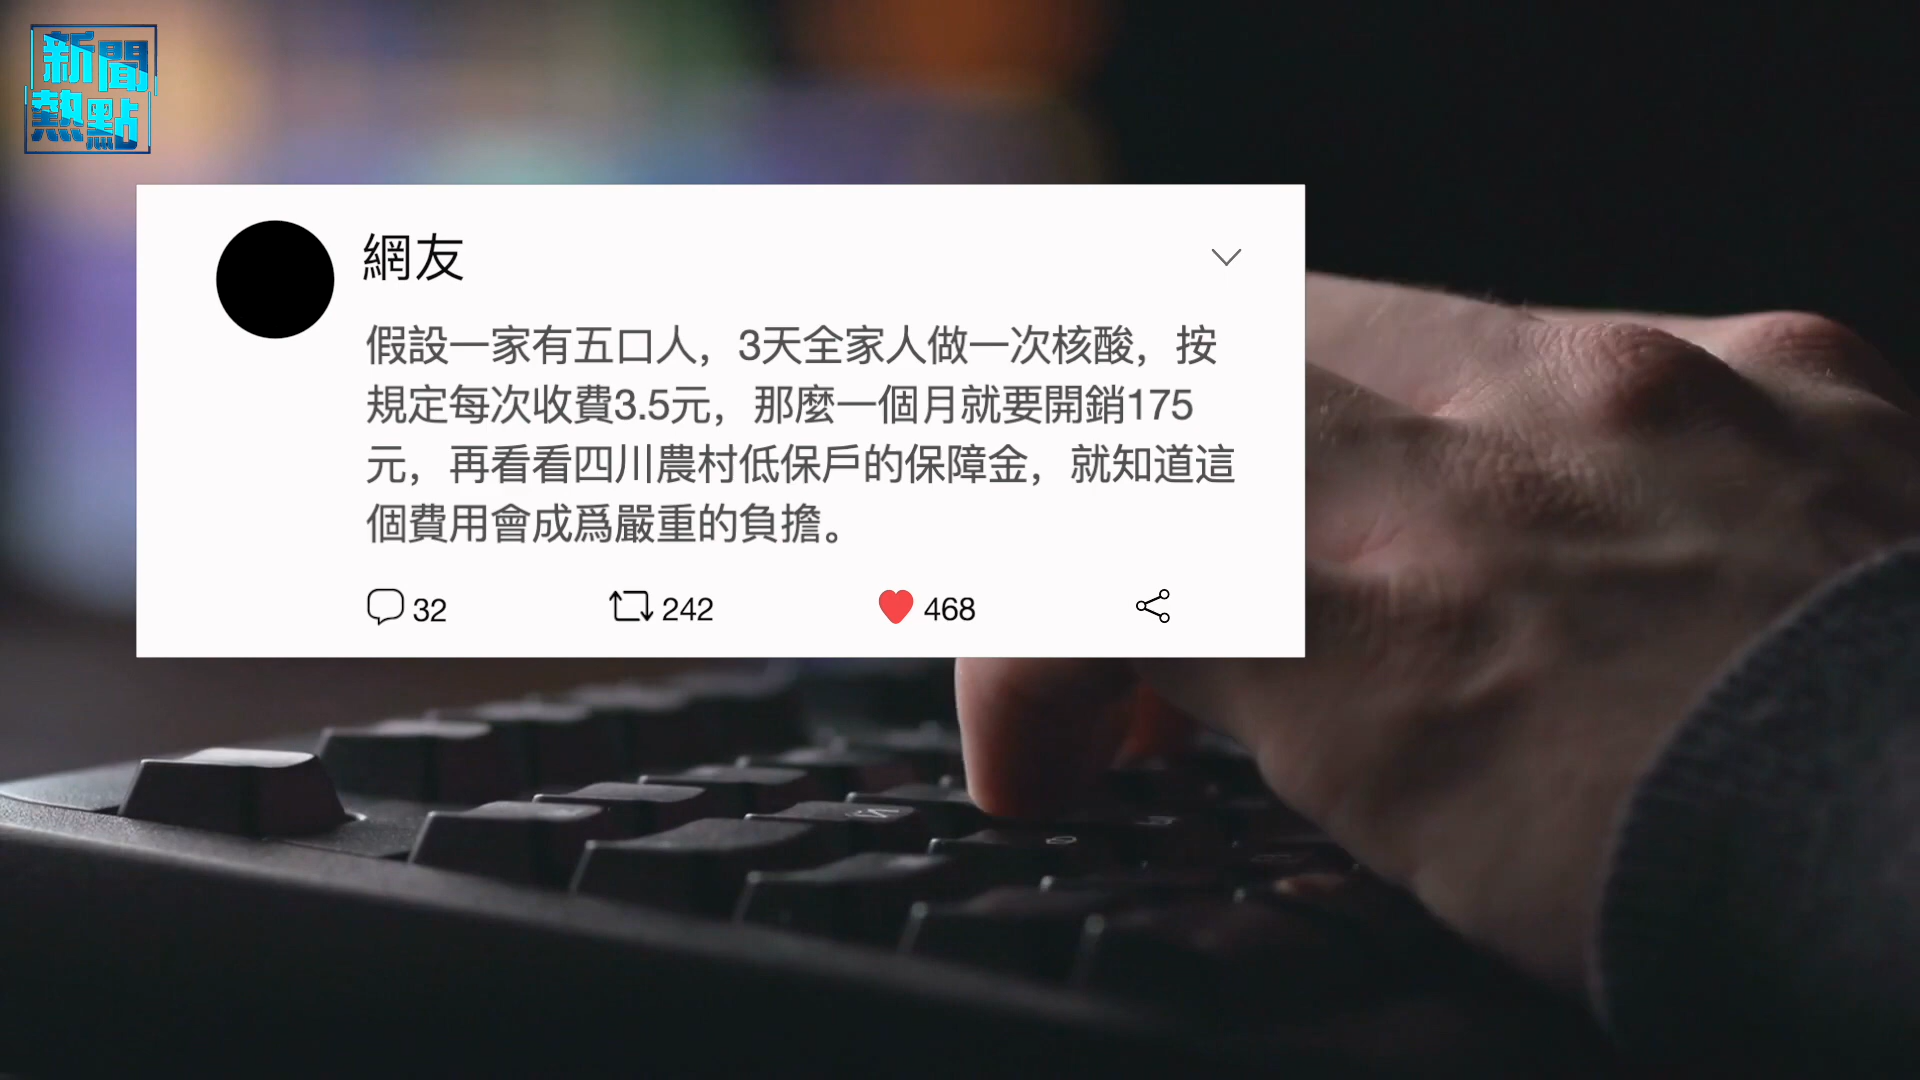 新聞
熱點
網友
假設一家有五口人，3天全家人做一次核酸，按
規定每次收費3.5元，那麼一個月就要開銷175
元，再看看四川農村低保戶的保障金，就知道這
個費用會成爲嚴重的負擔。
32 242 468